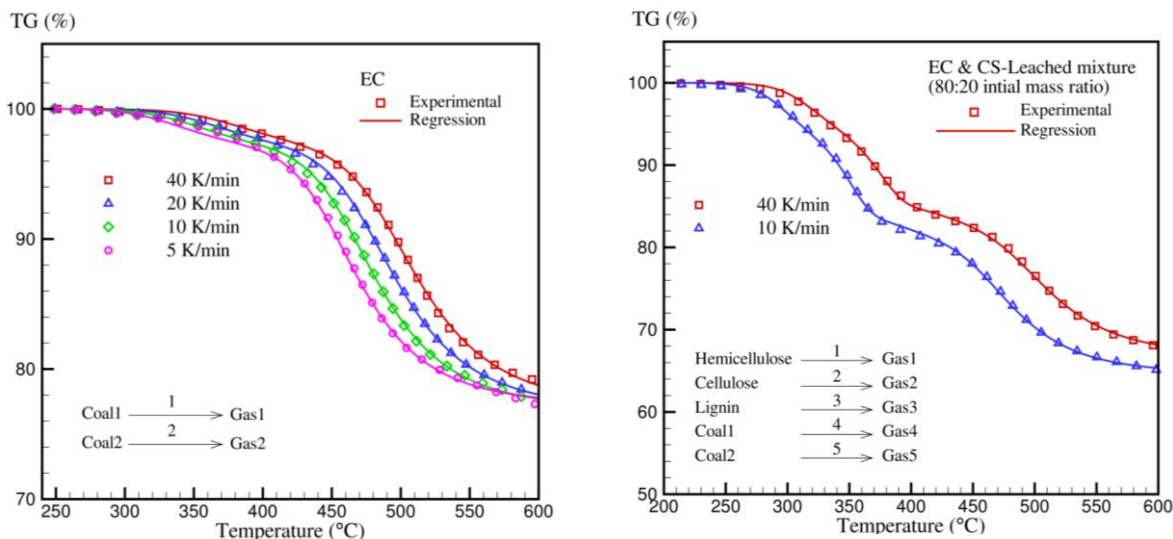 TG (%)
100
90
80
70
250 300 350 400 450 500 550 600
Temperature (°C)
EC
Experimental
Regression
40 K/min
20 K/min
10 K/min
5 K/min
Coal1 1 Gas1
Coal2 2 Gas2
TG (%)
105
100
90
80
70
60
50
200 250 300 350 400 450 500 550 600
Temperature (°C)
EC & CS-Leached mixture
(80:20 intial mass ratio)
Experimental
Regression
40 K/min
10 K/min
Hemicellulose 1 Gas1
Cellulose 2 Gas2
Lignin 3 Gas3
Coal1 4 Gas4
Coal2 5 Gas5